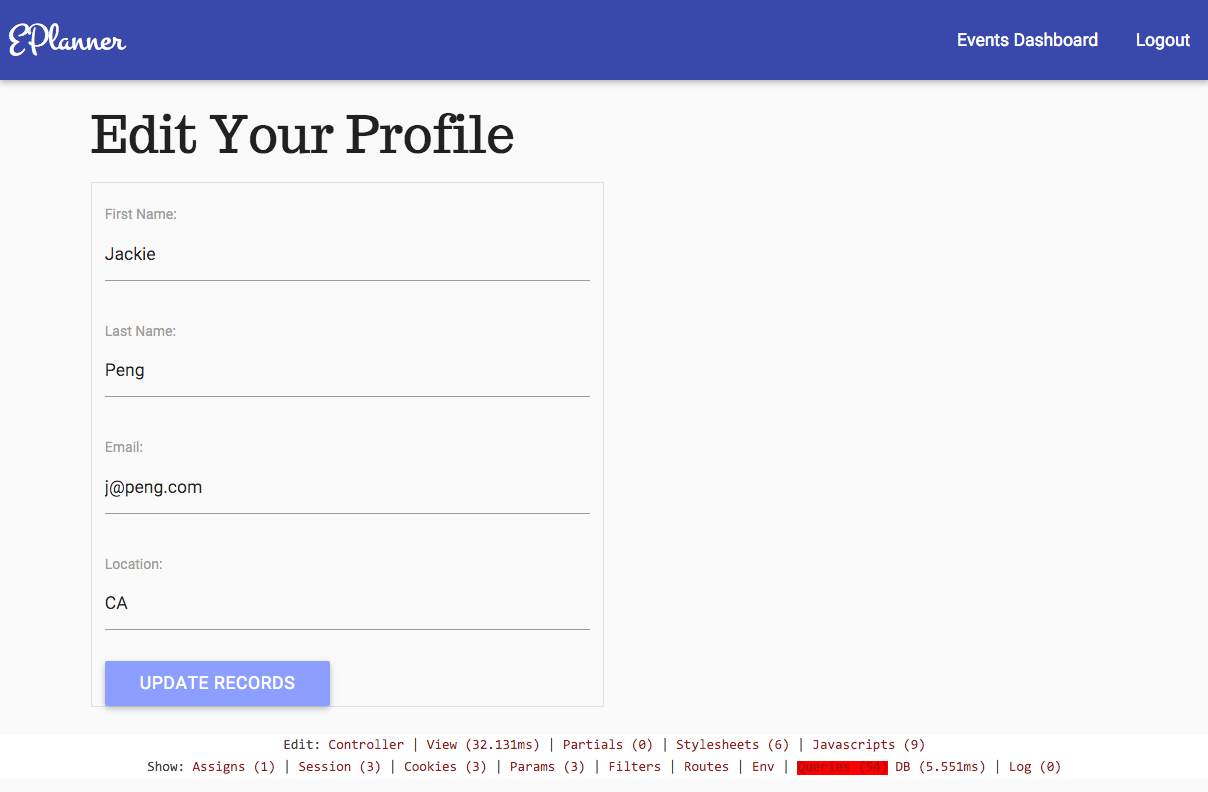 EPlanner
Events Dashboard Logout
Edit Your Profile
First Name:
Jackie
Last Name:
Peng
Email:
j@peng.com
Location:
CA
UPDATE RECORDS
Edit: Controller | View (32.131ms) | Partials (0) | Stylesheets (6) | Javascripts (9)
Show: Assigns (1) | Session (3) | Cookies (3) | Params (3) | Filters | Routes | Env | Queries (54) DB (5.551ms) | Log (0)